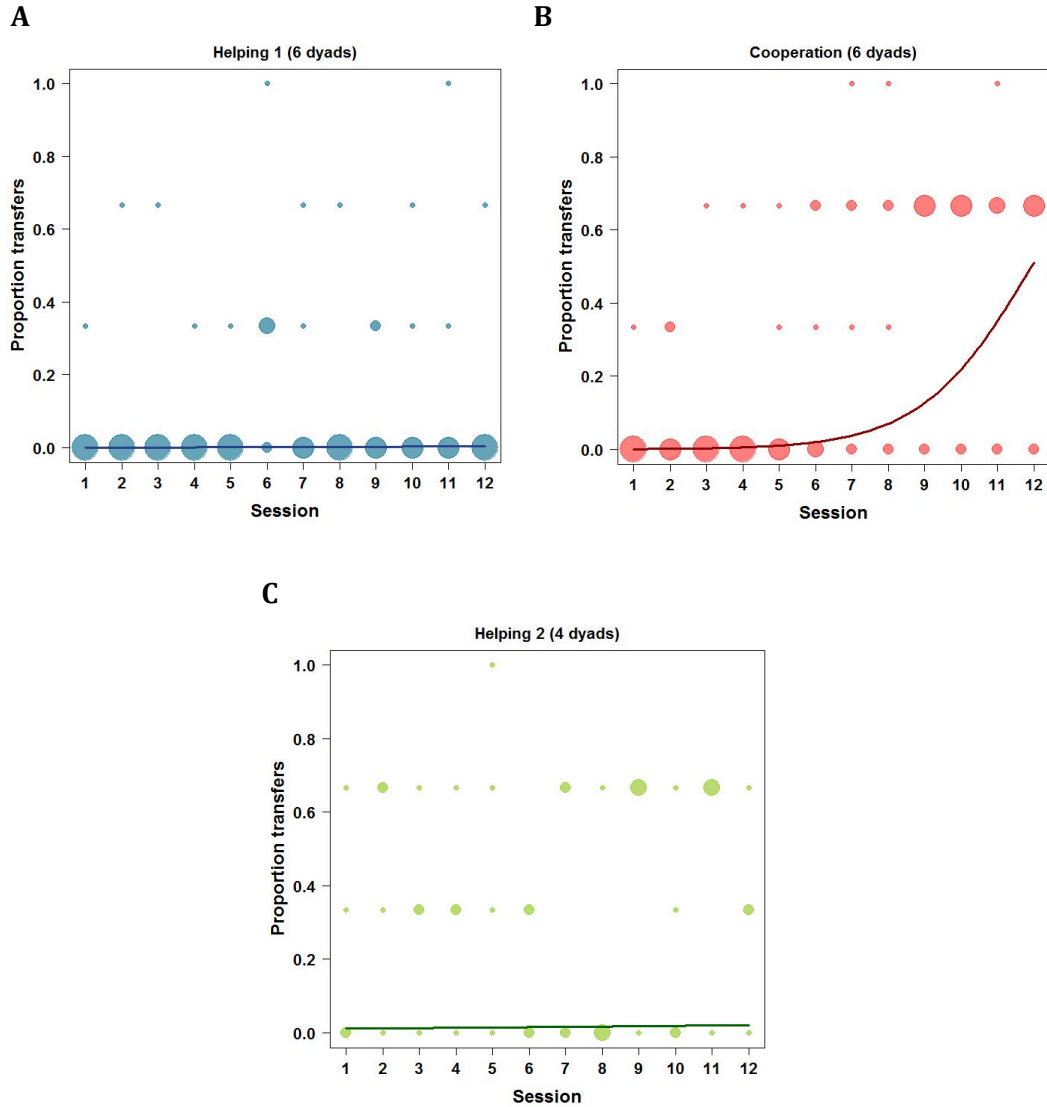 A
B
Helping 1 (6 dyads)
Cooperation (6 dyads)
Proportion transfers
1.0
0.8
0.6
0.4
0.2
0.0
1 2 3 4 5 6 7 8 9 10 11 12
Session
Proportion transfers
1.0
0.8
0.6
0.4
0.2
0.0
1 2 3 4 5 6 7 8 9 10 11 12
Session
C
Helping 2 (4 dyads)
Proportion transfers
1.0
0.8
0.6
0.4
0.2
0.0
1 2 3 4 5 6 7 8 9 10 11 12
Session